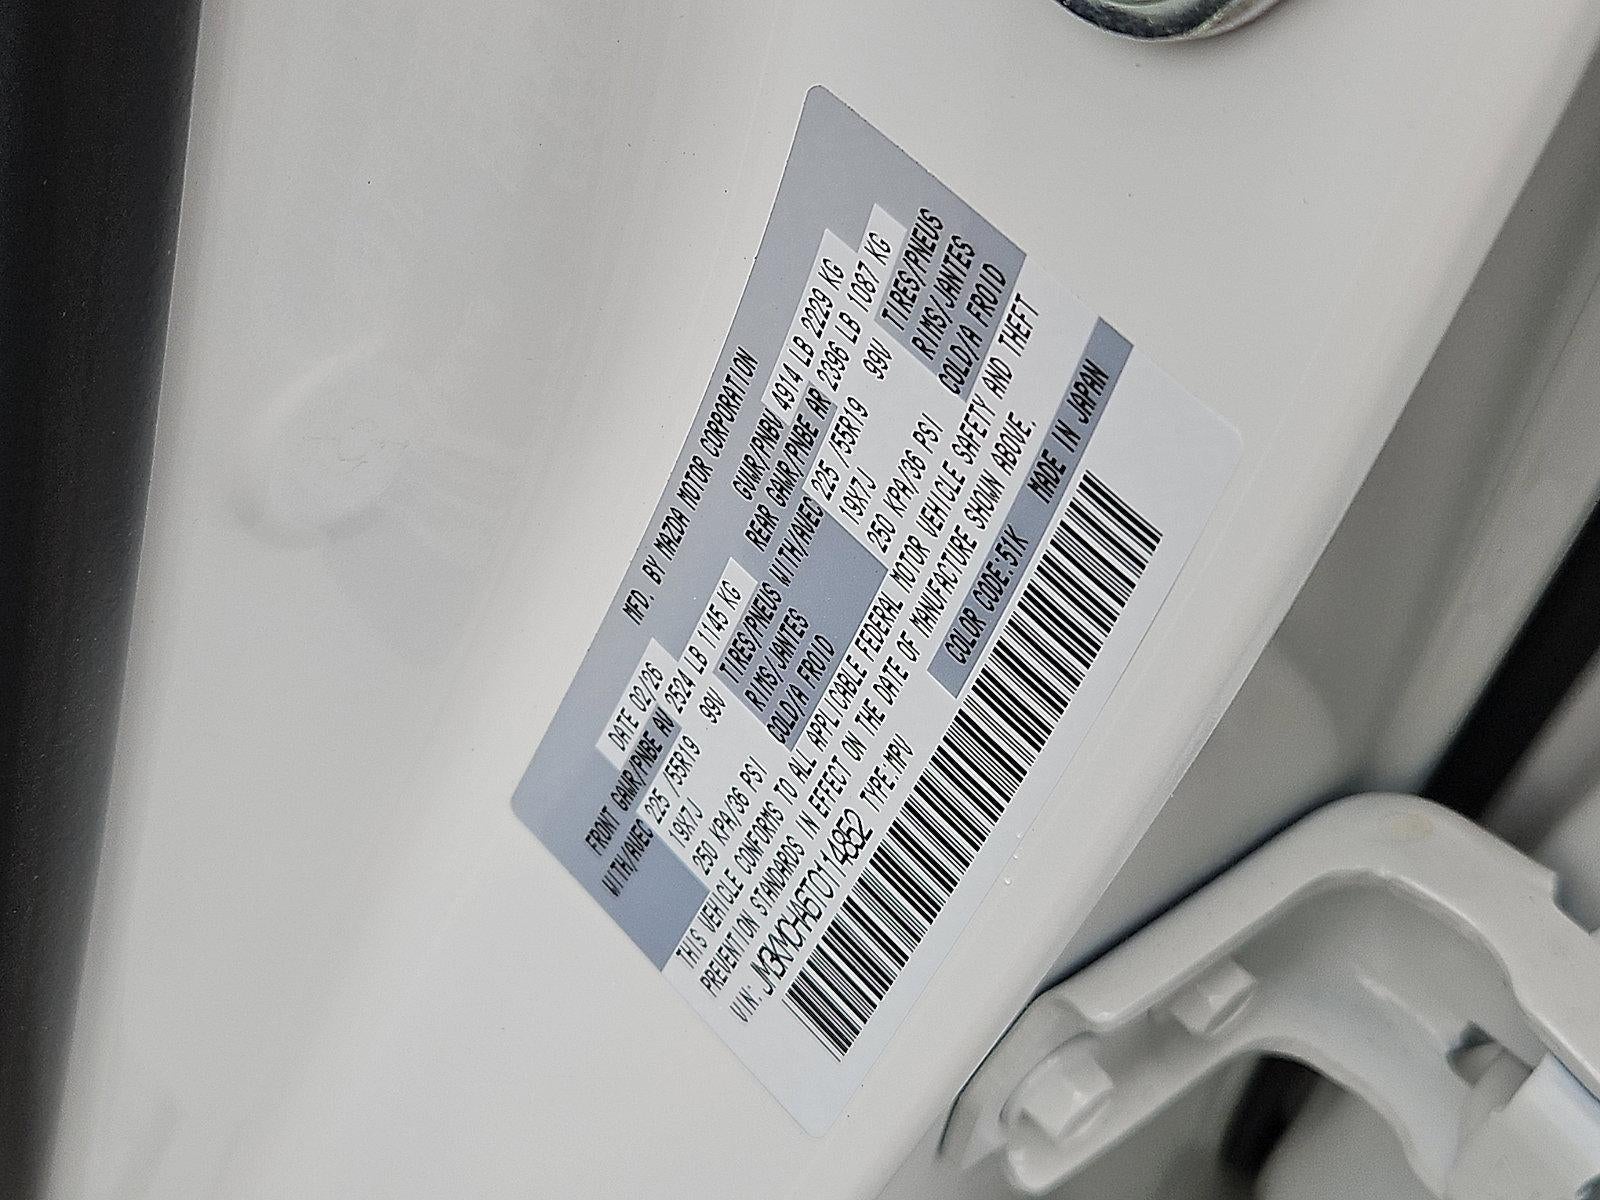 MFD. BY MAZDA MOTOR CORPORATION
DATE 02/26 GVWR/PNBV 4914 LB 2229 KG
FRONT GAWR/PNBE AV 2524 LB 1145 KG REAR GAWR/PNBE AR 2396 LB 1087 KG
WITH/AVEC 225 /55R19 99V TIRES/PNEUS WITH/AVEC 225 /55R19 99V TIRES/PNEUS
19X7J RIMS/JANTES 19X7J RIMS/JANTES
250 KPA/36 PSI COLD/A FROID 250 KPA/36 PSI COLD/A FROID
THIS VEHICLE CONFORMS TO ALL APPLICABLE FEDERAL MOTOR VEHICLE SAFETY AND THEFT
PREVENTION STANDARDS IN EFFECT ON THE DATE OF MANUFACTURE SHOWN ABOVE.
VIN: JM3KMCHA6T0114852 TYPE:MPV COLOR CODE:51K MADE IN JAPAN